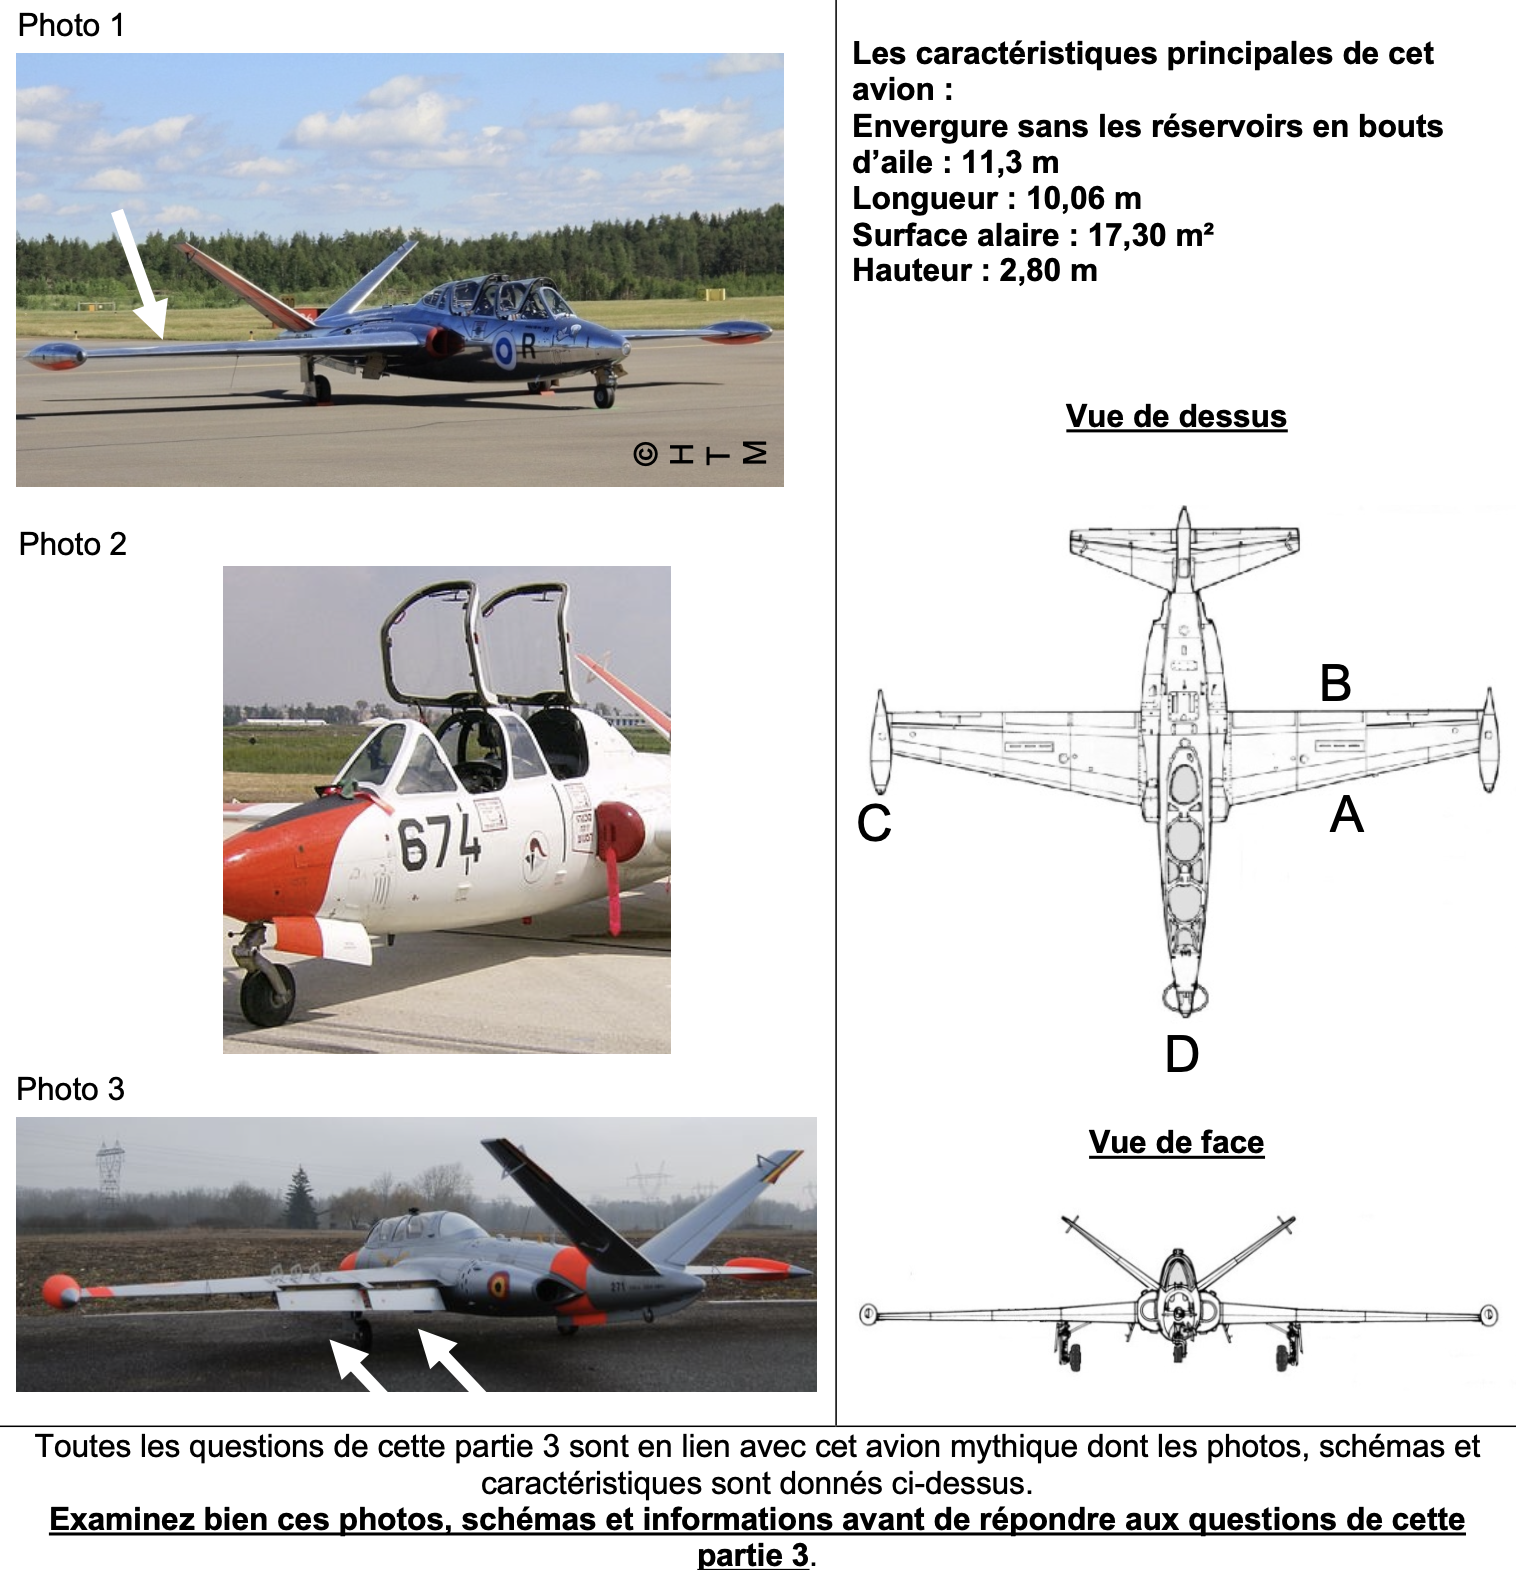 Photo 1
© H T M
R
Photo 2
674
Photo 3
271
Les caractéristiques principales de cet
avion :
Envergure sans les réservoirs en bouts
d’aile : 11,3 m
Longueur : 10,06 m
Surface alaire : 17,30 m²
Hauteur : 2,80 m
Vue de dessus
B
C
A
D
Vue de face
Toutes les questions de cette partie 3 sont en lien avec cet avion mythique dont les photos, schémas et
caractéristiques sont donnés ci-dessus.
Examinez bien ces photos, schémas et informations avant de répondre aux questions de cette
partie 3.